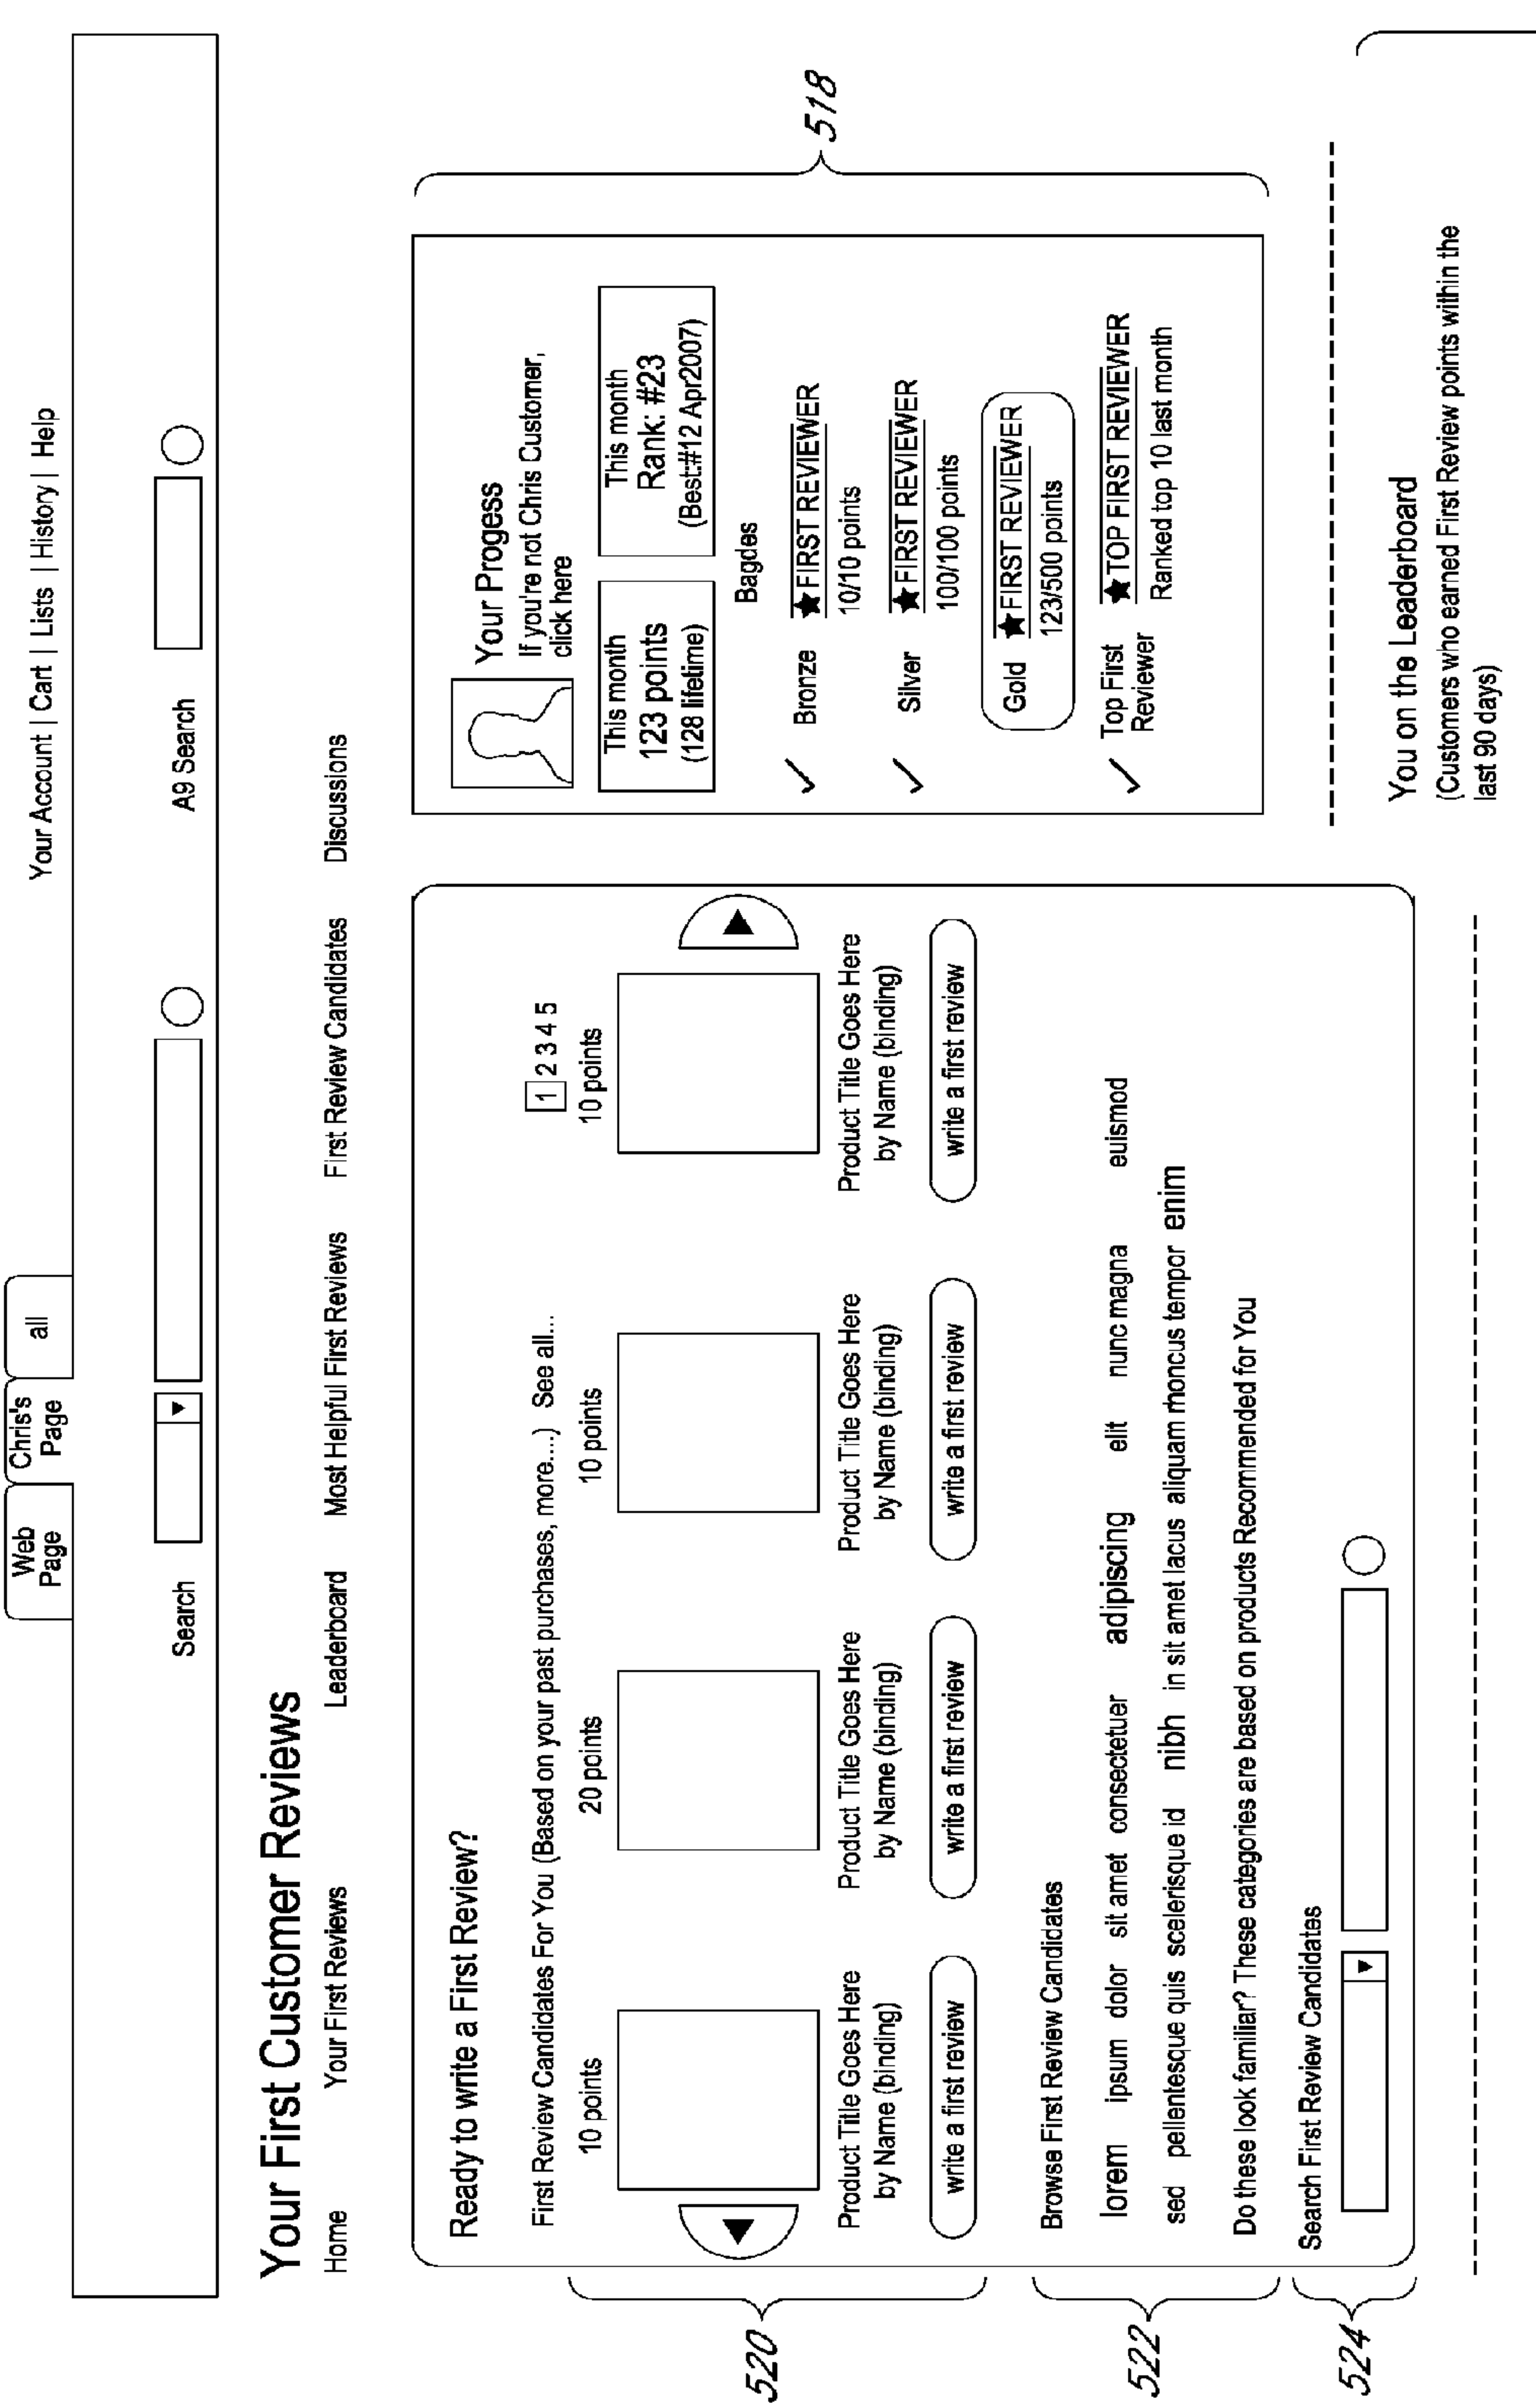 Your Account | Cart | Lists | History | Help
Web
Page
Chris's
Page
all
Search
A9 Search
Your First Customer Reviews
Home Your First Reviews Leaderboard Most Helpful First Reviews First Review Candidates Discussions
Ready to write a First Review?
First Review Candidates For You (Based on your past purchases, more....) See all...
1 2 3 4 5
10 points 20 points 10 points 10 points
Product Title Goes Here Product Title Goes Here Product Title Goes Here Product Title Goes Here
by Name (binding) by Name (binding) by Name (binding) by Name (binding)
write a first review write a first review write a first review write a first review
520
Browse First Review Candidates
lorem ipsum dolor sit amet consectetuer adipiscing elit nunc magna euismod
sed pellentesque quis scelerisque id nibh in sit amet lacus aliquam rhoncus tempor enim
Do these look familiar? These categories are based on products Recommended for You
522
Search First Review Candidates
524
Your Progess
If you're not Chris Customer,
click here
This month
123 points
(128 lifetime)
This month
Rank: #23
(Best:#12 Apr2007)
Bagdes
Bronze FIRST REVIEWER
10/10 points
Silver FIRST REVIEWER
100/100 points
Gold FIRST REVIEWER
123/500 points
Top First
Reviewer
TOP FIRST REVIEWER
Ranked top 10 last month
518
You on the Leaderboard
(Customers who earned First Review points within the
last 90 days)